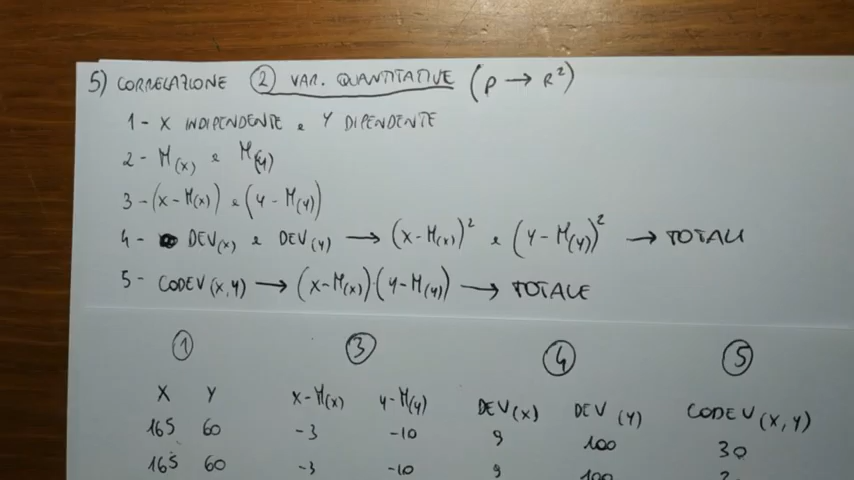 5) CORRELAZIONE ② VAR. QUANTITATIVE (ρ → R²)
1 - X INDIPENDENTE e Y DIPENDENTE
2 - M(x) e M(y)
3 - (x - M(x)) e (y - M(y))
4 - DEV(x) e DEV(y) → (x - M(x))² e (y - M(y))² → TOTALI
5 - CODEV(x,y) → (x - M(x))·(y - M(y)) → TOTALE
① ③ ④ ⑤
X Y x - M(x) y - M(y) DEV(x) DEV(y) CODEV(x,y)
165 60 -3 -10 9 100 30
165 60 -3 -10 9 100